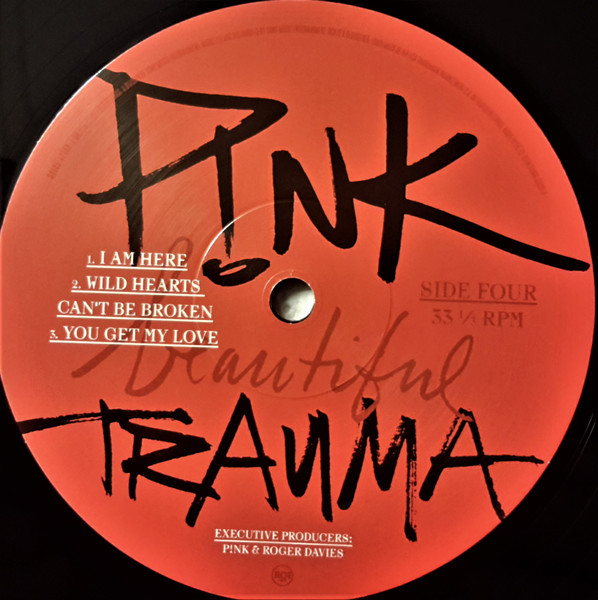 P!NK
1. I AM HERE
2. WILD HEARTS
CAN'T BE BROKEN
3. YOU GET MY LOVE
SIDE FOUR
33 ⅓ RPM
beautiful
TRAUMA
EXECUTIVE PRODUCERS:
P!NK & ROGER DAVIES
RCA